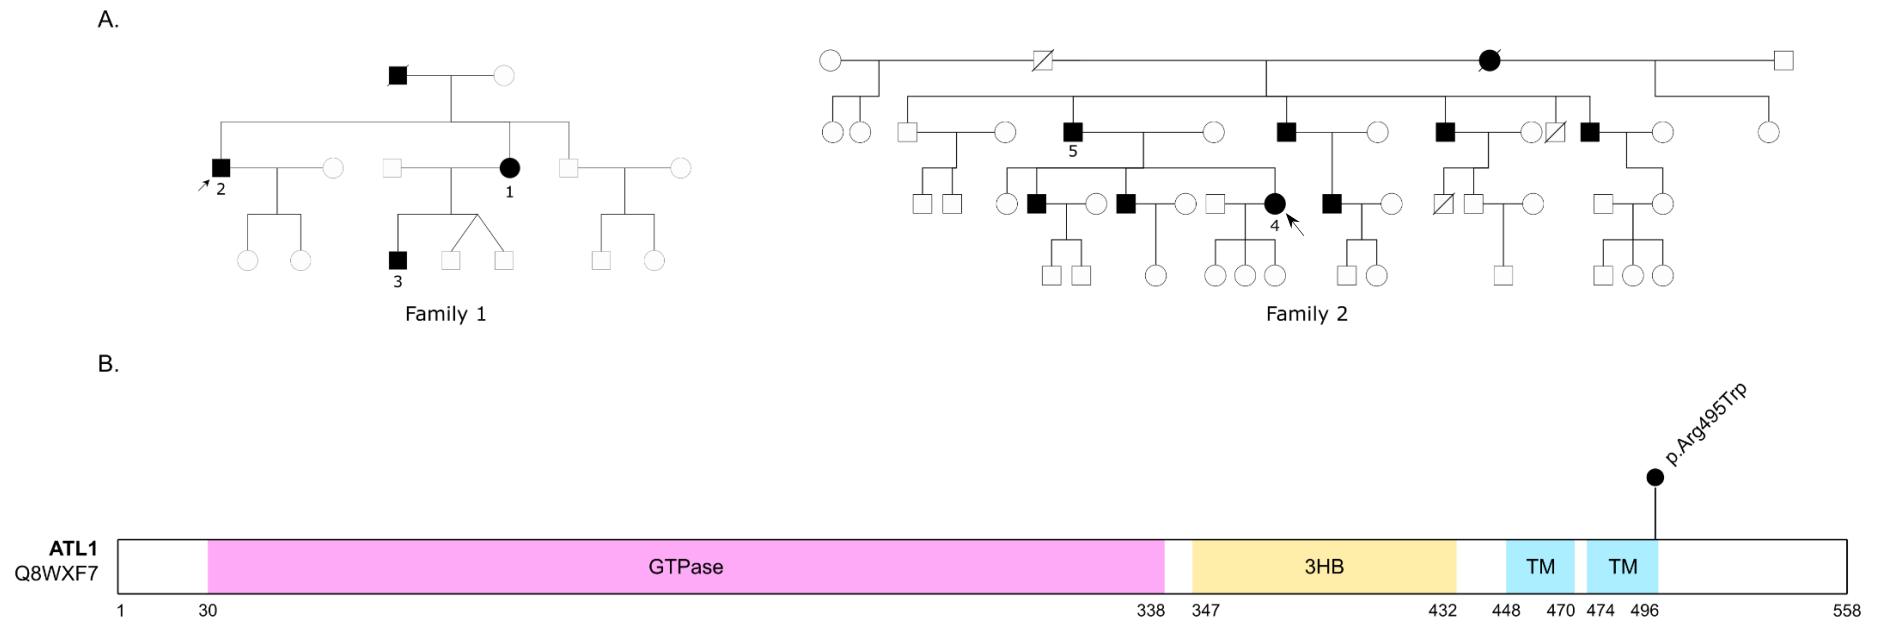 A.
5
2
1
4
3
Family 1
Family 2
B.
p.Arg495Trp
ATL1
Q8WXF7
GTPase
3HB
TM
TM
1
30
338
347
432
448
470
474
496
558